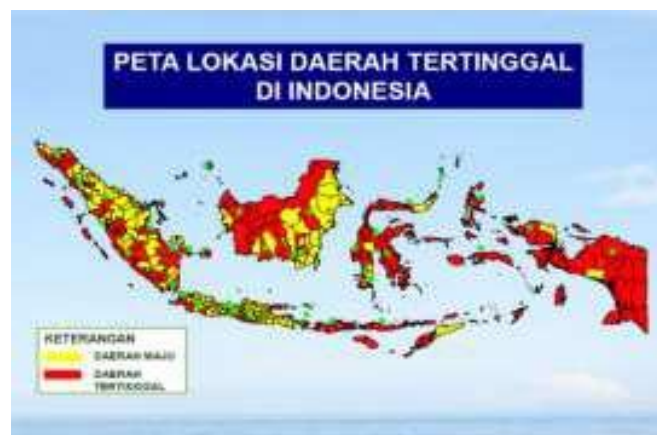 PETA LOKASI DAERAH TERTINGGAL
DI INDONESIA
KETERANGAN
DAERAH MAJU
DAERAH
TERTINGGAL